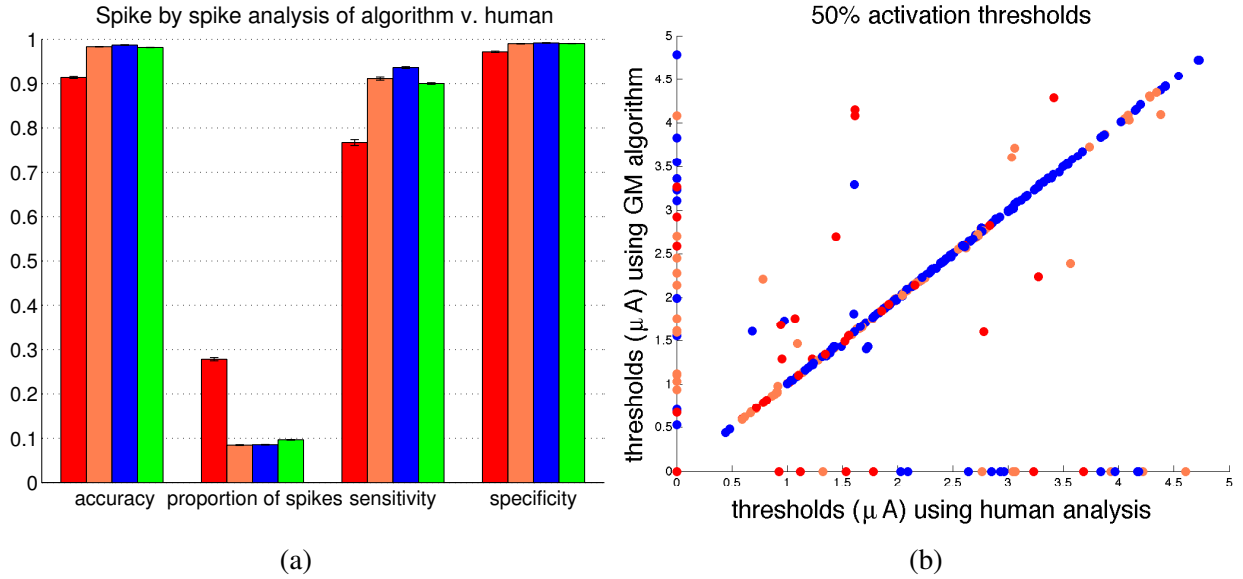 Spike by spike analysis of algorithm v. human
1
0.9
0.8
0.7
0.6
0.5
0.4
0.3
0.2
0.1
0
accuracy proportion of spikes sensitivity specificity
(a)
50% activation thresholds
thresholds (μ A) using GM algorithm
5
4.5
4
3.5
3
2.5
2
1.5
1
0.5
0
0 0.5 1 1.5 2 2.5 3 3.5 4 4.5 5
thresholds (μ A) using human analysis
(b)